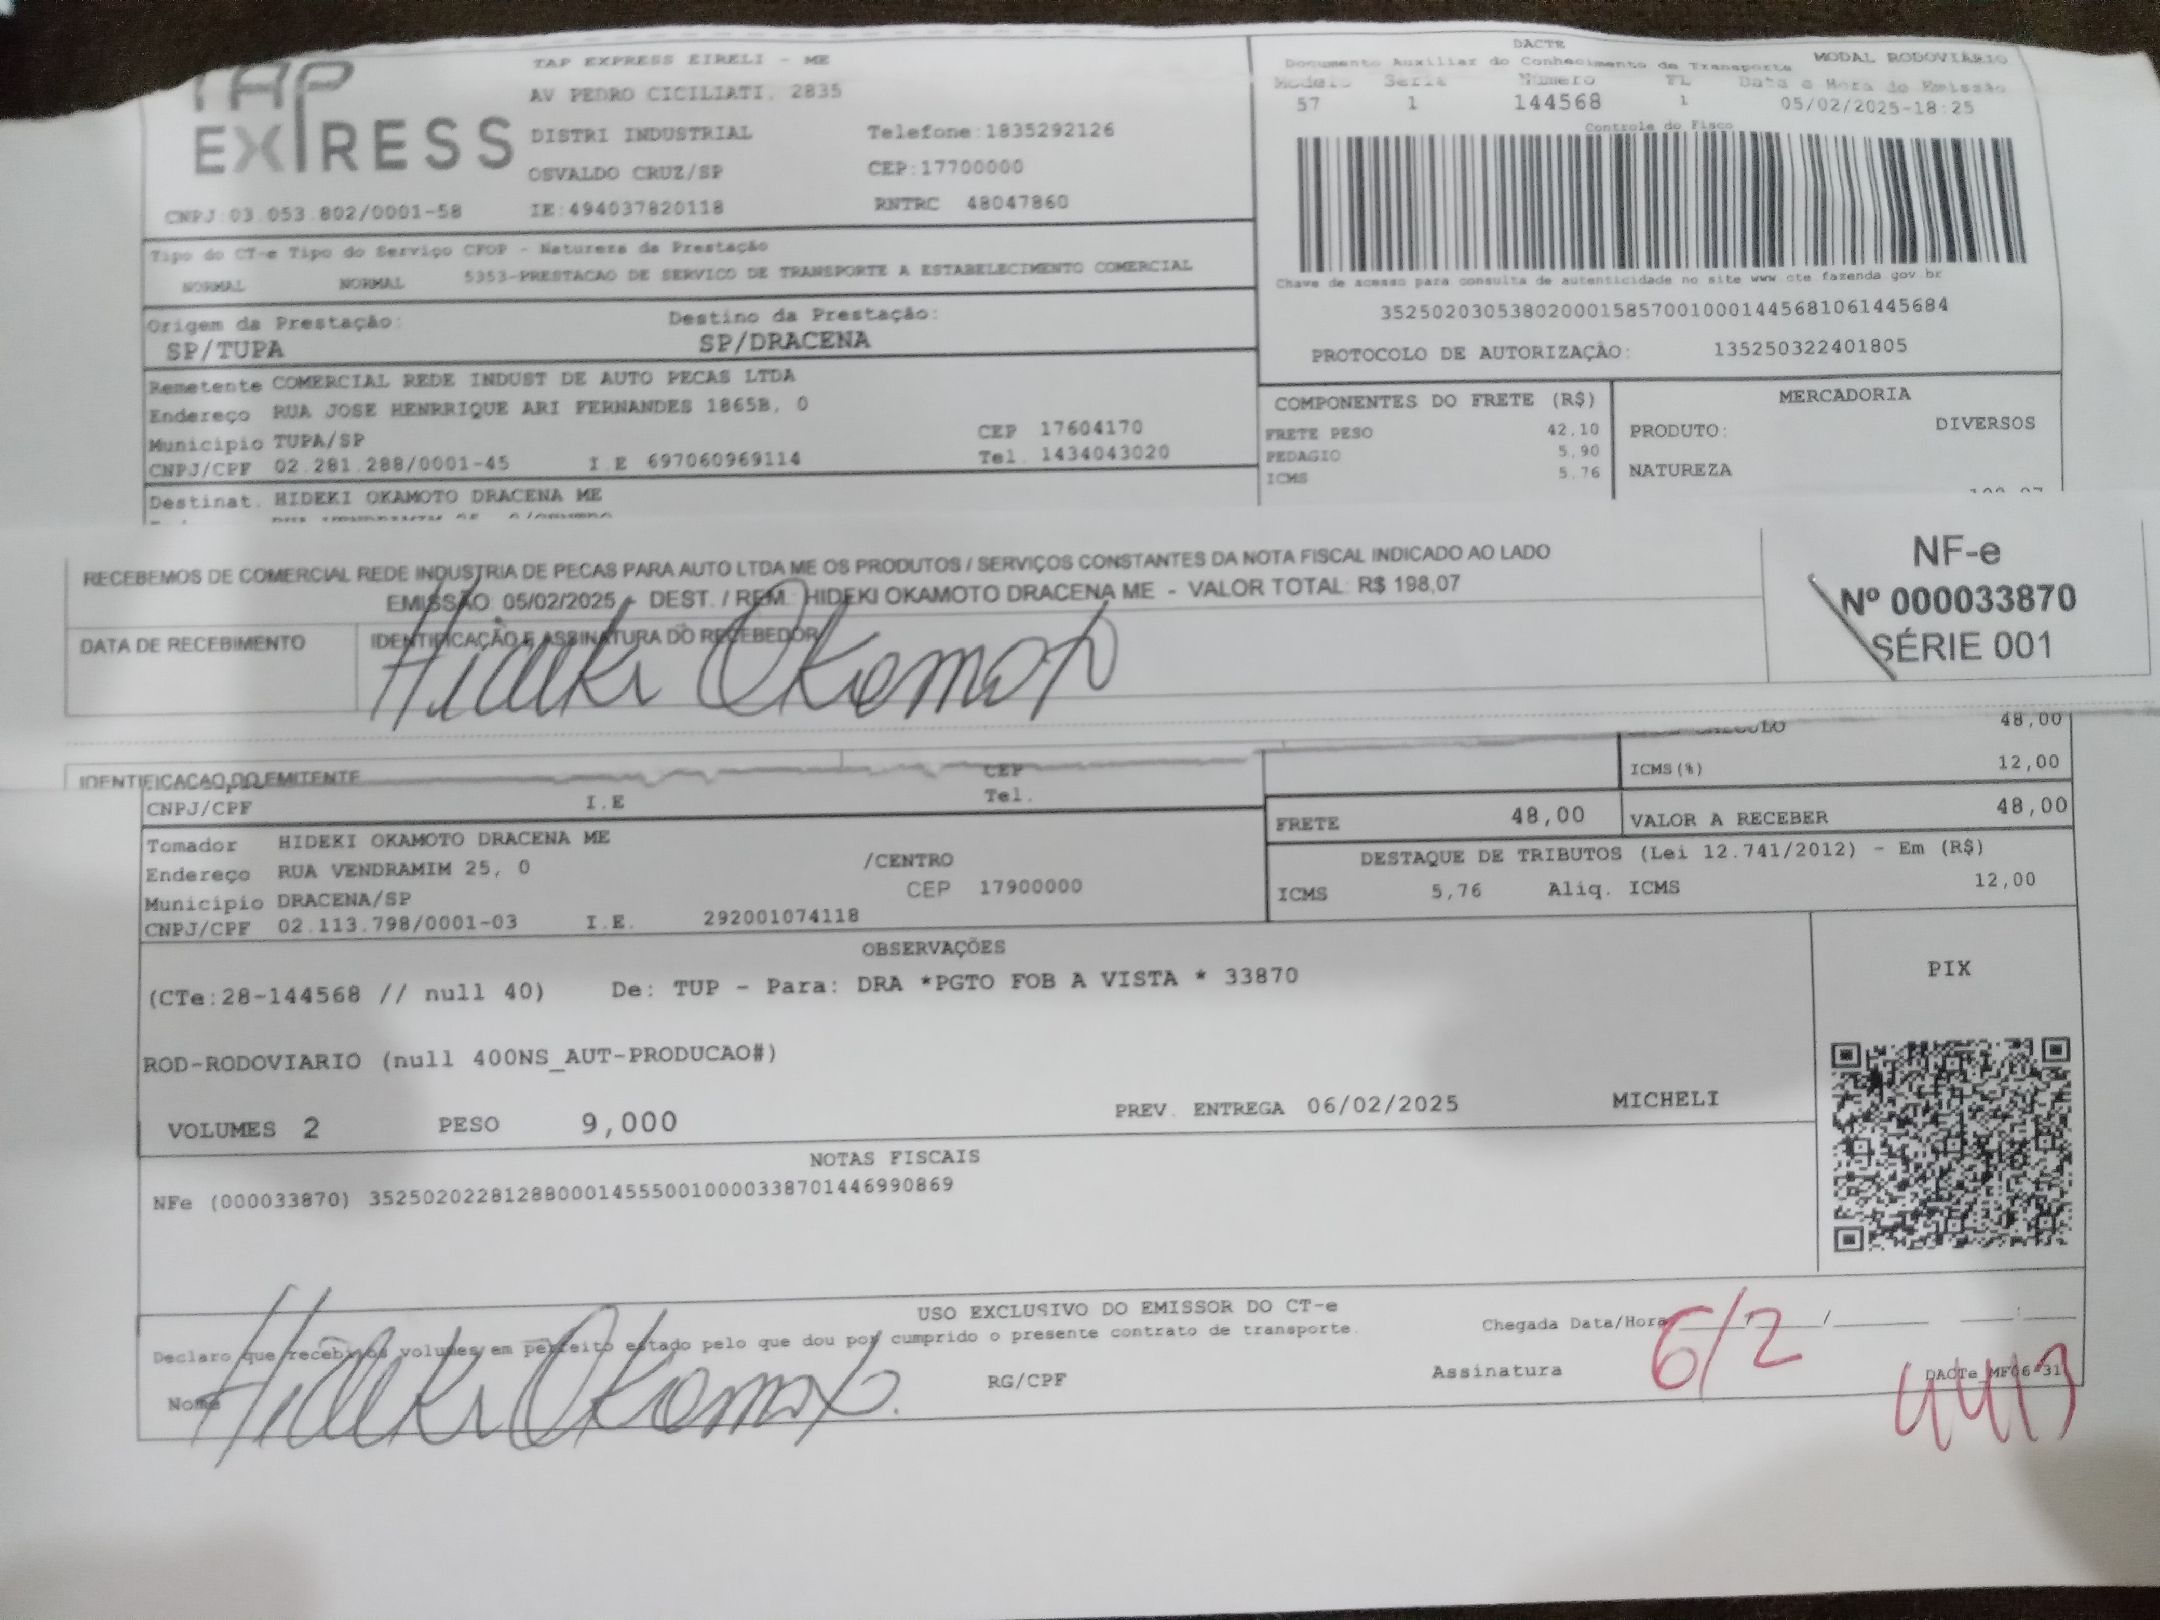 TAP EXPRESS
TAP EXPRESS EIRELI - ME
AV PEDRO CICILIATI, 2835
DISTRI INDUSTRIAL Telefone:1835292126
OSVALDO CRUZ/SP CEP:17700000
CNPJ 03.053.802/0001-58 IE:494037820118 RNTRC 48047860
DACTE
Documento Auxiliar do Conhecimento de Transporte MODAL RODOVIÁRIO
Modelo Serie Número FL Data e Hora de Emissão
57 1 144568 1 05/02/2025-18:25
Controle do Fisco
Chave de acesso para consulta de autenticidade no site www cte fazenda gov br
35250203053802000158570010001445681061445684
PROTOCOLO DE AUTORIZAÇÃO: 135250322401805
Tipo do CT-e Tipo do Serviço CFOP - Natureza da Prestação
NORMAL NORMAL 5353-PRESTACAO DE SERVICO DE TRANSPORTE A ESTABELECIMENTO COMERCIAL
Origem da Prestação: Destino da Prestação:
SP/TUPA SP/DRACENA
Remetente COMERCIAL REDE INDUST DE AUTO PECAS LTDA
Endereço RUA JOSE HENRRIQUE ARI FERNANDES 1865B, 0
Município TUPA/SP CEP 17604170
CNPJ/CPF 02.281.288/0001-45 I.E 697060969114 Tel. 1434043020
Destinat. HIDEKI OKAMOTO DRACENA ME
COMPONENTES DO FRETE (R$)
FRETE PESO 42,10
PEDAGIO 5,90
ICMS 5,76
MERCADORIA
PRODUTO: DIVERSOS
NATUREZA
RECEBEMOS DE COMERCIAL REDE INDUSTRIA DE PECAS PARA AUTO LTDA ME OS PRODUTOS / SERVIÇOS CONSTANTES DA NOTA FISCAL INDICADO AO LADO
EMISSÃO: 05/02/2025 - DEST. / REM.: HIDEKI OKAMOTO DRACENA ME - VALOR TOTAL: R$ 198,07
DATA DE RECEBIMENTO IDENTIFICAÇÃO E ASSINATURA DO RECEBEDOR
Hideki Okamoto
NF-e
Nº 000033870
SÉRIE 001
48,00
IDENTIFICACAO DO EMITENTE CEP
ICMS(%) 12,00
CNPJ/CPF I.E Tel.
FRETE 48,00 VALOR A RECEBER 48,00
Tomador HIDEKI OKAMOTO DRACENA ME
Endereço RUA VENDRAMIM 25, 0 /CENTRO
Município DRACENA/SP CEP 17900000
CNPJ/CPF 02.113.798/0001-03 I.E. 292001074118
DESTAQUE DE TRIBUTOS (Lei 12.741/2012) - Em (R$)
ICMS 5,76 Aliq. ICMS 12,00
OBSERVAÇÕES
(CTe:28-144568 // null 40) De: TUP - Para: DRA *PGTO FOB A VISTA * 33870
PIX
ROD-RODOVIARIO (null 400NS_AUT-PRODUCAO#)
VOLUMES 2 PESO 9,000 PREV. ENTREGA 06/02/2025 MICHELI
NOTAS FISCAIS
NFe (000033870) 35250202281288000145550010000338701446990869
USO EXCLUSIVO DO EMISSOR DO CT-e
Declaro que recebi os volumes em perfeito estado pelo que dou por cumprido o presente contrato de transporte.
Chegada Data/Hora 6/2
Nome Hideki Okamoto RG/CPF Assinatura